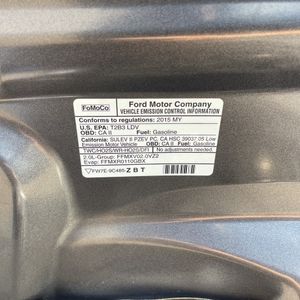 FoMoCo
Ford Motor Company
VEHICLE EMISSION CONTROL INFORMATION
Conforms to regulations: 2015 MY
U.S. EPA: T2B3 LDV
OBD: CA II Fuel: Gasoline
California: SULEV II PZEV PC, CA HSC 39037.05 Low
Emission Motor Vehicle OBD: CA II Fuel: Gasoline
TWC/HO2S/WR-HO2S/DFI No adjustments needed.
2.0L-Group: FFMXV02.0VZ2
Evap: FFMXR0110GBX
FW7E-9C485- Z B T